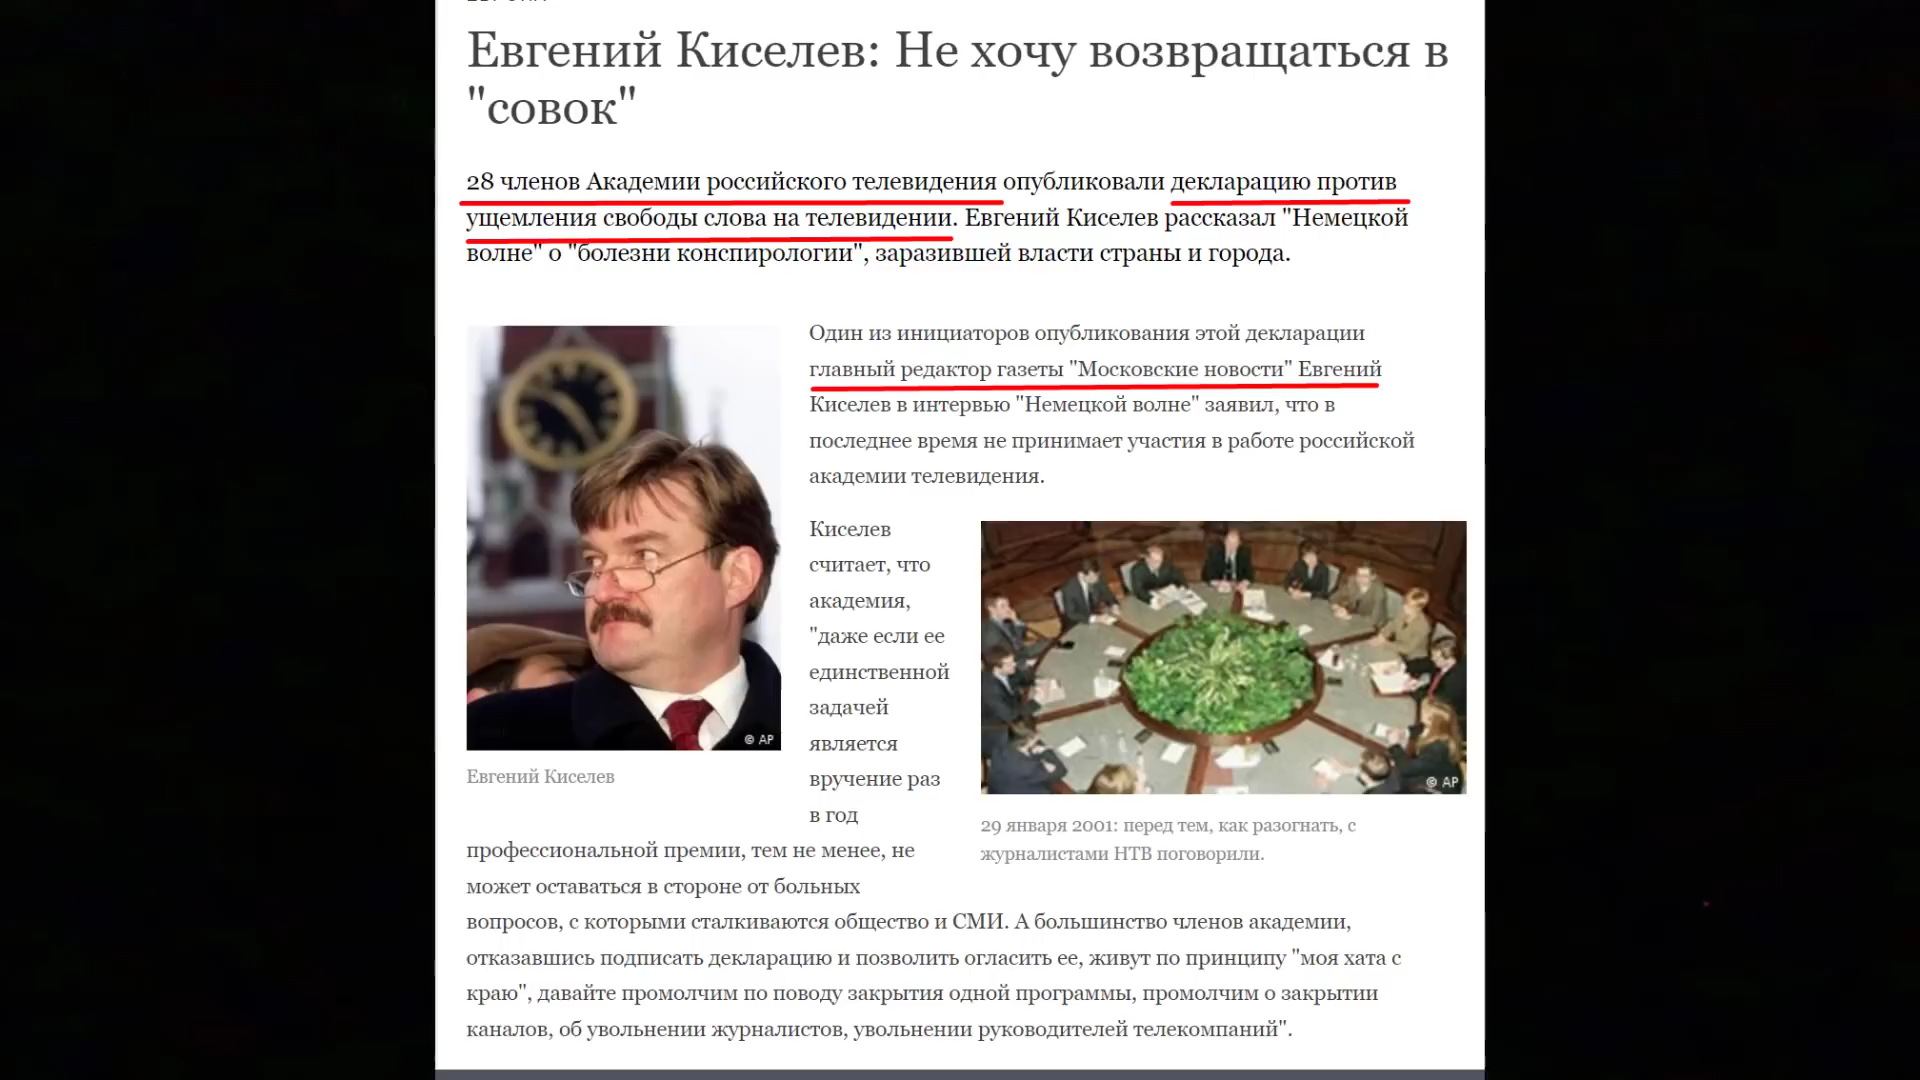 Евгений Киселев: Не хочу возвращаться в
"совок"
28 членов Академии российского телевидения опубликовали декларацию против
ущемления свободы слова на телевидении. Евгений Киселев рассказал "Немецкой
волне" о "болезни конспирологии", заразившей власти страны и города.
Один из инициаторов опубликования этой декларации
главный редактор газеты "Московские новости" Евгений
Киселев в интервью "Немецкой волне" заявил, что в
последнее время не принимает участия в работе российской
академии телевидения.
© AP
Евгений Киселев
Киселев
считает, что
академия,
"даже если ее
единственной
задачей
является
вручение раз
в год
© AP
29 января 2001: перед тем, как разогнать, с
журналистами НТВ поговорили.
профессиональной премии, тем не менее, не
может оставаться в стороне от больных
вопросов, с которыми сталкиваются общество и СМИ. А большинство членов академии,
отказавшись подписать декларацию и позволить огласить ее, живут по принципу "моя хата с
краю", давайте промолчим по поводу закрытия одной программы, промолчим о закрытии
каналов, об увольнении журналистов, увольнении руководителей телекомпаний".